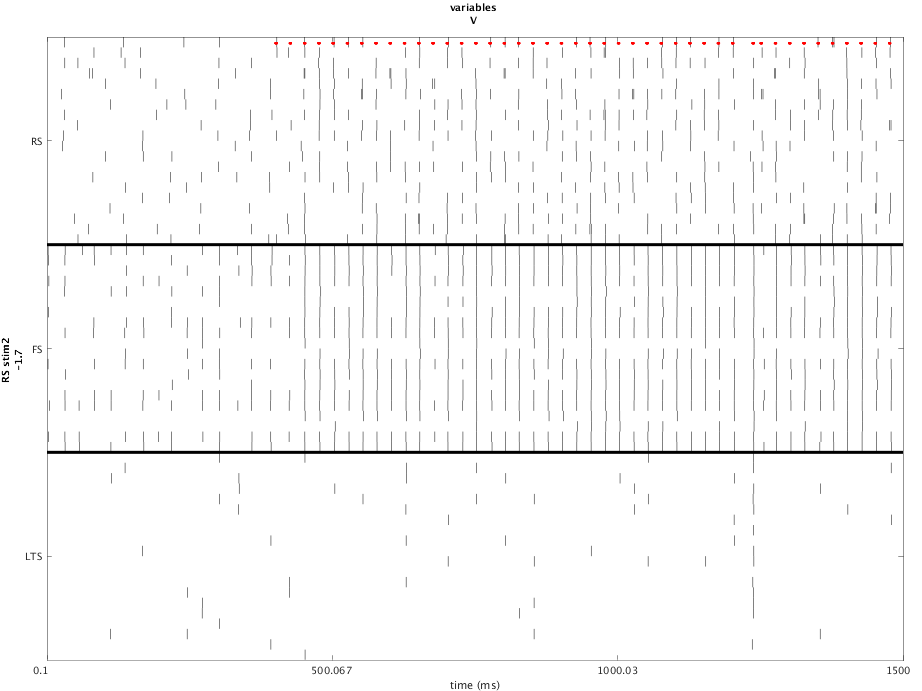 variables
V
RS
FS
LTS
RS stim2
-1.7
0.1
500.067
1000.03
1500
time (ms)